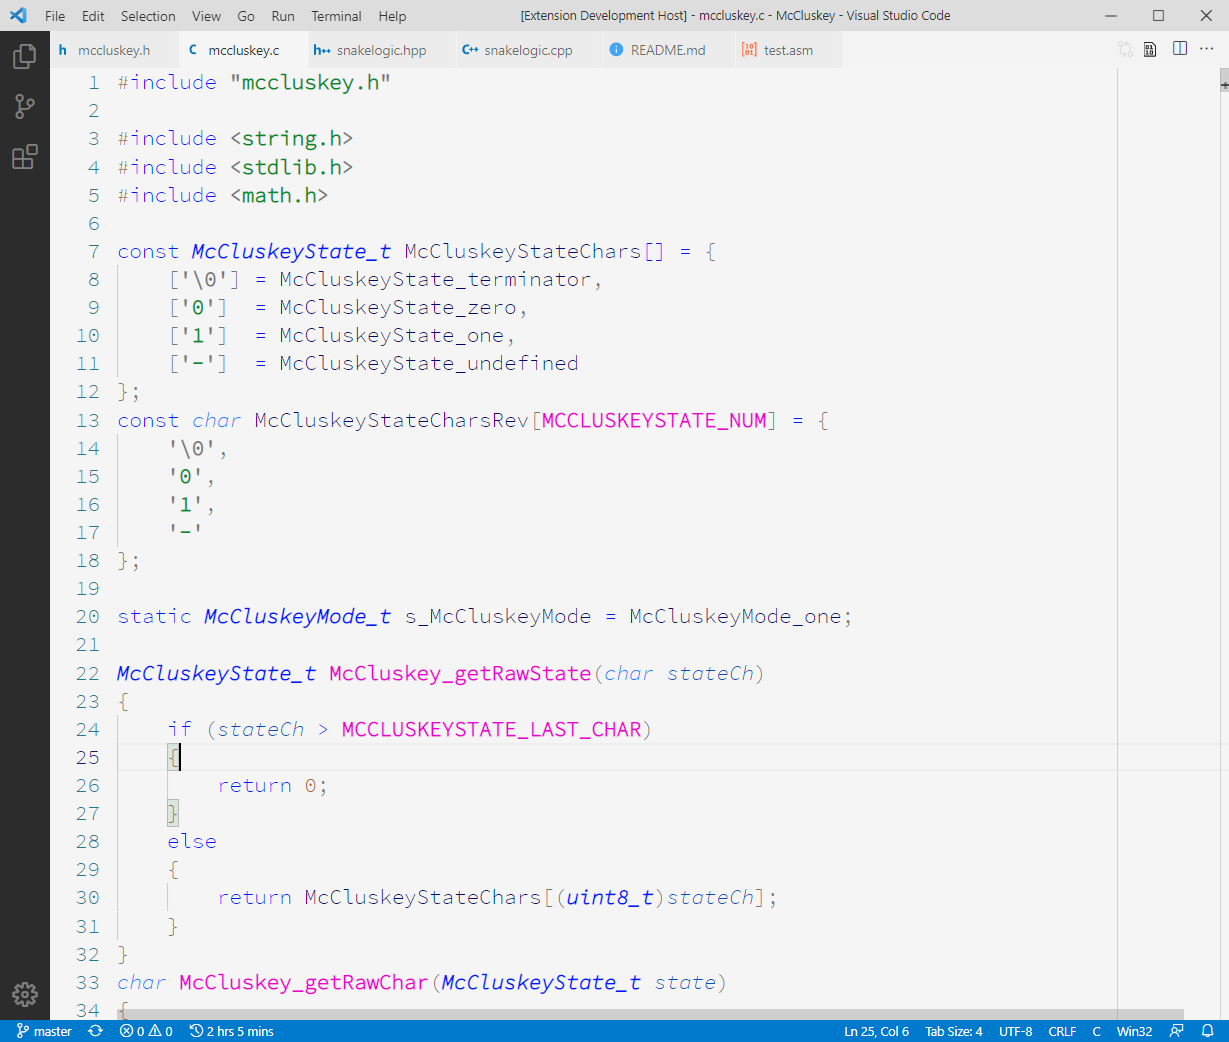 File Edit Selection View Go Run Terminal Help [Extension Development Host] - mccluskey.c - McCluskey - Visual Studio Code
h mccluskey.h C mccluskey.c h++ snakelogic.hpp C++ snakelogic.cpp README.md test.asm
1 #include "mccluskey.h"
2
3 #include <string.h>
4 #include <stdlib.h>
5 #include <math.h>
6
7 const McCluskeyState_t McCluskeyStateChars[] = {
8     ['\0'] = McCluskeyState_terminator,
9     ['0']  = McCluskeyState_zero,
10     ['1']  = McCluskeyState_one,
11     ['-']  = McCluskeyState_undefined
12 };
13 const char McCluskeyStateCharsRev[MCCLUSKEYSTATE_NUM] = {
14     '\0',
15     '0',
16     '1',
17     '-'
18 };
19
20 static McCluskeyMode_t s_McCluskeyMode = McCluskeyMode_one;
21
22 McCluskeyState_t McCluskey_getRawState(char stateCh)
23 {
24     if (stateCh > MCCLUSKEYSTATE_LAST_CHAR)
25     {
26         return 0;
27     }
28     else
29     {
30         return McCluskeyStateChars[(uint8_t)stateCh];
31     }
32 }
33 char McCluskey_getRawChar(McCluskeyState_t state)
34 {
master 0 0 2 hrs 5 mins Ln 25, Col 6 Tab Size: 4 UTF-8 CRLF C Win32